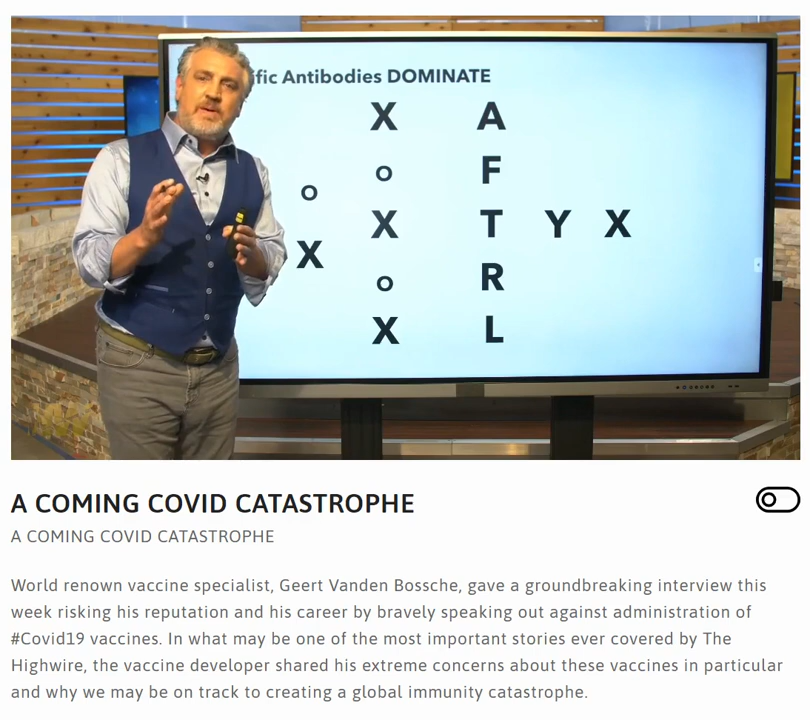 ific Antibodies DOMINATE
X A
o F
o
X T Y X
X
o R
X L
A COMING COVID CATASTROPHE
A COMING COVID CATASTROPHE
World renown vaccine specialist, Geert Vanden Bossche, gave a groundbreaking interview this
week risking his reputation and his career by bravely speaking out against administration of
#Covid19 vaccines. In what may be one of the most important stories ever covered by The
Highwire, the vaccine developer shared his extreme concerns about these vaccines in particular
and why we may be on track to creating a global immunity catastrophe.